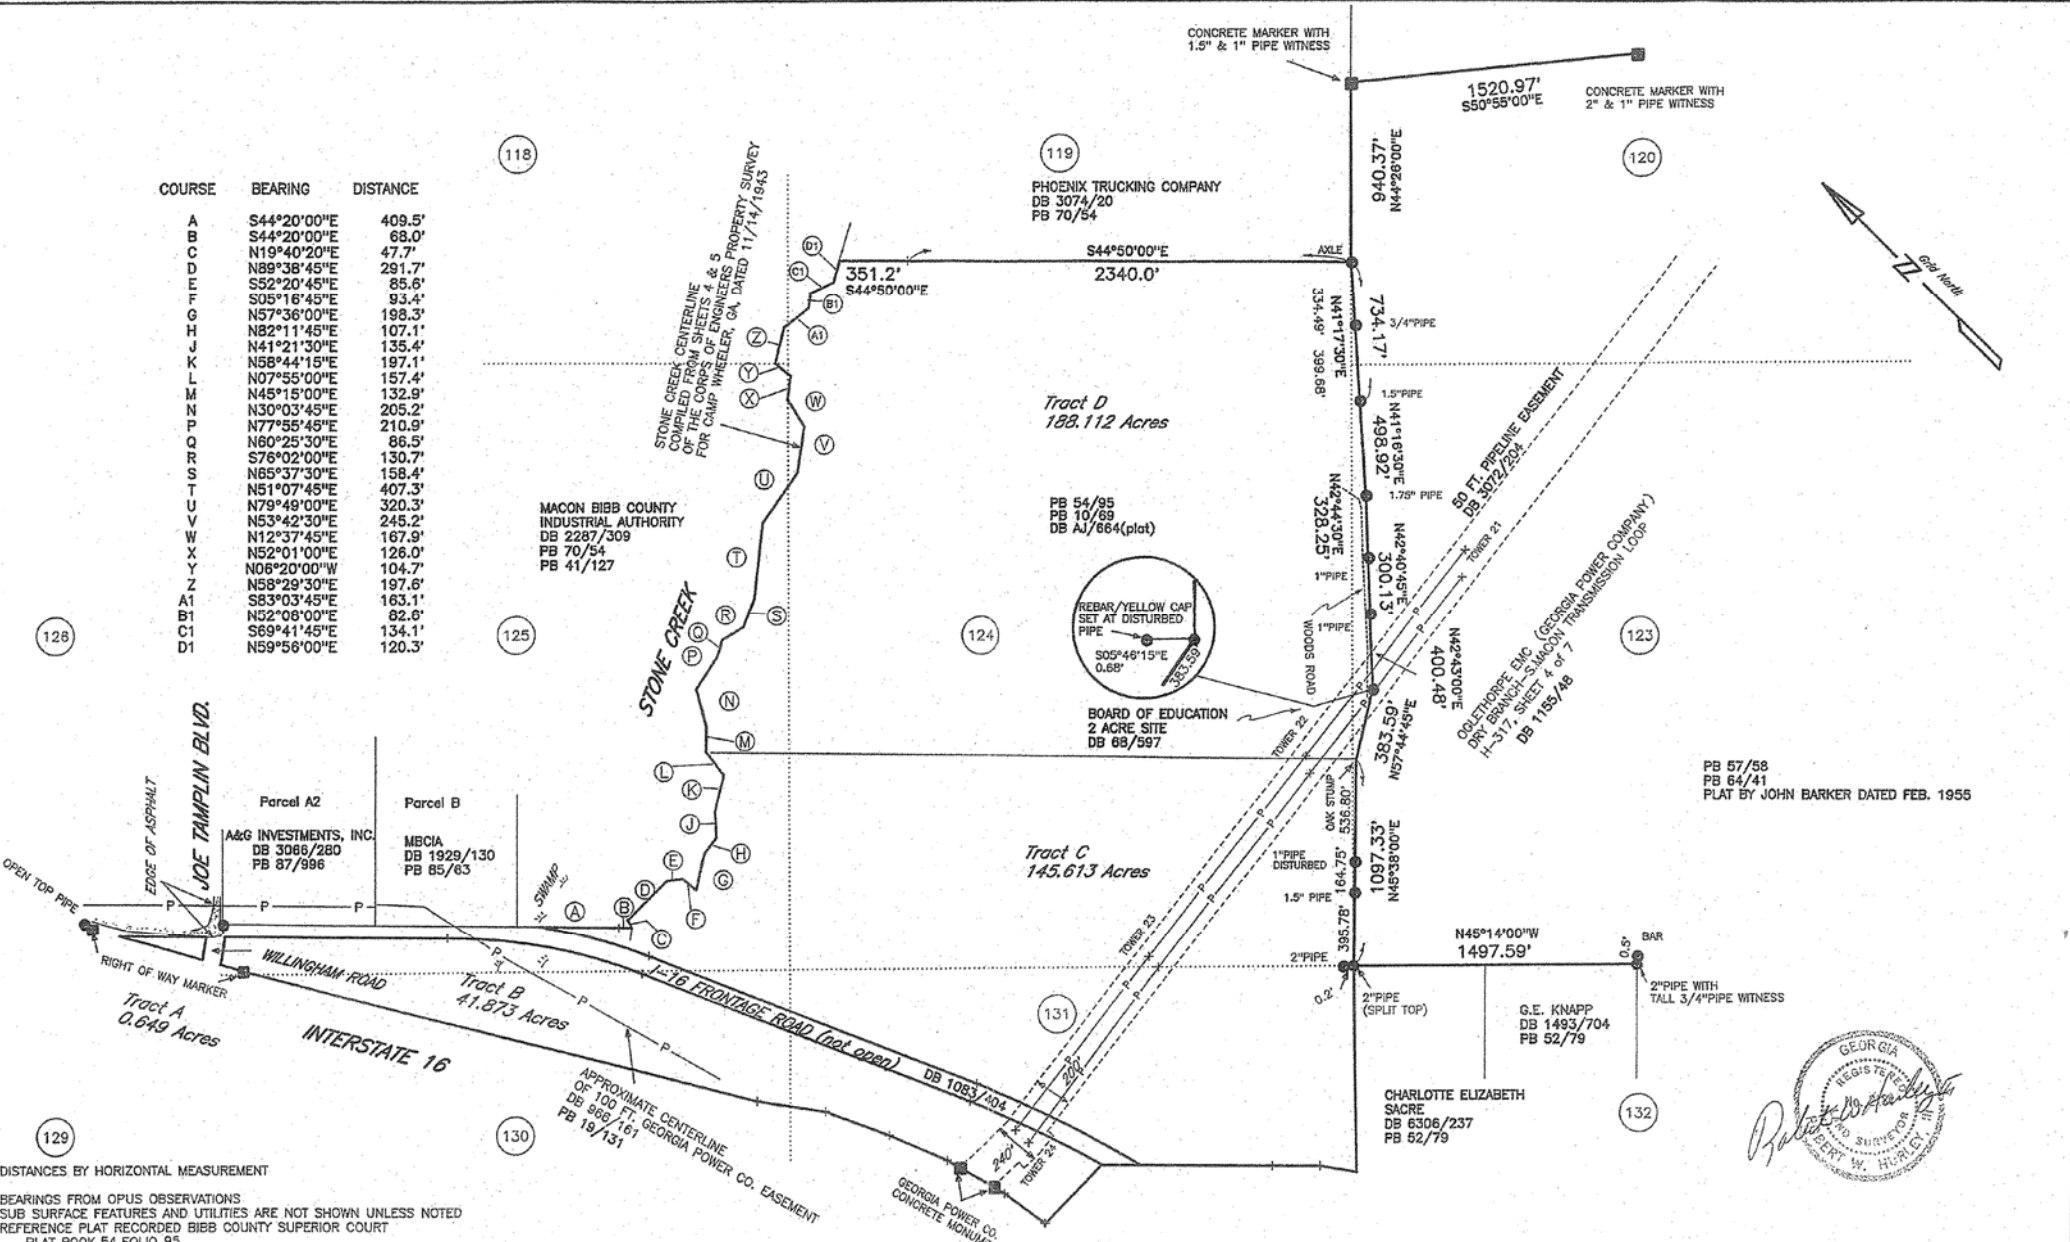 CONCRETE MARKER WITH
1.5" & 1" PIPE WITNESS
1520.97'
S50°55'00"E
CONCRETE MARKER WITH
2" & 1" PIPE WITNESS
940.37'
N44°26'00"E
118
119
120
PHOENIX TRUCKING COMPANY
DB 3074/20
PB 70/54
Grid North
COURSE BEARING DISTANCE
A S44°20'00"E 409.5'
B S44°20'00"E 68.0'
C N19°40'20"E 47.7'
D N89°38'45"E 291.7'
E S52°20'45"E 85.6'
F S05°16'45"E 93.4'
G N57°36'00"E 198.3'
H N82°11'45"E 107.1'
J N41°21'30"E 135.4'
K N58°44'15"E 197.1'
L N07°55'00"E 157.4'
M N45°15'00"E 132.9'
N N30°03'45"E 205.2'
P N77°55'45"E 210.9'
Q N60°25'30"E 86.5'
R S76°02'00"E 130.7'
S N65°37'30"E 158.4'
T N51°07'45"E 407.3'
U N79°49'00"E 320.3'
V N53°42'30"E 245.2'
W N12°37'45"E 167.9'
X N52°01'00"E 126.0'
Y N06°20'00"W 104.7'
Z N58°29'30"E 197.6'
A1 S83°03'45"E 163.1'
B1 N52°08'00"E 82.6'
C1 S69°41'45"E 134.1'
D1 N59°56'00"E 120.3'
STONE CREEK CENTERLINE
COMPILED FROM SHEETS 4 & 5
OF THE CORPS OF ENGINEERS PROPERTY SURVEY
FOR CAMP WHEELER, GA, DATED 11/14/1943
D1
C1
B1
A1
Z
Y
X
W
V
U
T
S
R
Q
P
N
M
L
K
J
H
G
E
D
F
B
A
C
351.2'
S44°50'00"E
S44°50'00"E
2340.0'
AXLE
734.17'
N41°17'30"E
334.49'
399.68'
3/4"PIPE
1.5"PIPE
N41°16'30"E
498.92'
1.75" PIPE
N42°44'30"E
328.25'
N42°40'45"E
300.13'
1"PIPE
1"PIPE
WOODS ROAD
N42°43'00"E
400.48'
383.59'
N57°44'45"E
Tract D
188.112 Acres
PB 54/95
PB 10/69
DB AJ/664(plat)
MACON BIBB COUNTY
INDUSTRIAL AUTHORITY
DB 2287/309
PB 70/54
PB 41/127
STONE CREEK
REBAR/YELLOW CAP
SET AT DISTURBED
PIPE
S05°46'15"E
0.68'
383.59
BOARD OF EDUCATION
2 ACRE SITE
DB 68/597
50 FT. PIPELINE EASEMENT
DB 3072/204
TOWER 21
TOWER 22
TOWER 23
TOWER 24
OGLETHORPE EMC (GEORGIA POWER COMPANY)
DRY BRANCH-S.MACON TRANSMISSION LOOP
H-317, SHEET 4 of 7
DB 1155/48
126
125
124
123
PB 57/58
PB 64/41
PLAT BY JOHN BARKER DATED FEB. 1955
JOE TAMPLIN BLVD.
EDGE OF ASPHALT
OPEN TOP PIPE
Parcel A2
A&G INVESTMENTS, INC.
DB 3066/280
PB 87/996
Parcel B
MBCIA
DB 1929/130
PB 85/63
SWAMP
P P P P P P
Tract C
145.613 Acres
OAK STUMP
536.80'
1"PIPE
DISTURBED
164.75'
1.5" PIPE
1097.33'
N45°38'00"E
395.78'
2"PIPE
0.2'
2"PIPE
(SPLIT TOP)
N45°14'00"W
1497.59'
0.5'
BAR
2"PIPE WITH
TALL 3/4"PIPE WITNESS
G.E. KNAPP
DB 1493/704
PB 52/79
CHARLOTTE ELIZABETH
SACRE
DB 6306/237
PB 52/79
RIGHT OF WAY MARKER
WILLINGHAM ROAD
Tract A
0.649 Acres
Tract B
41.873 Acres
INTERSTATE 16
I-16 FRONTAGE ROAD (not open)
DB 1083/404
APPROXIMATE CENTERLINE
OF 100 FT. GEORGIA POWER CO. EASEMENT
DB 966/161
PB 19/131
200'
240'
GEORGIA POWER CO.
CONCRETE
129
130
131
132
GEORGIA
REGISTERED
LAND SURVEYOR
ROBERT W. HURLEY, III
DISTANCES BY HORIZONTAL MEASUREMENT
BEARINGS FROM OPUS OBSERVATIONS
SUB SURFACE FEATURES AND UTILITIES ARE NOT SHOWN UNLESS NOTED
REFERENCE PLAT RECORDED BIBB COUNTY SUPERIOR COURT
PLAT BOOK 54 FOLIO 95